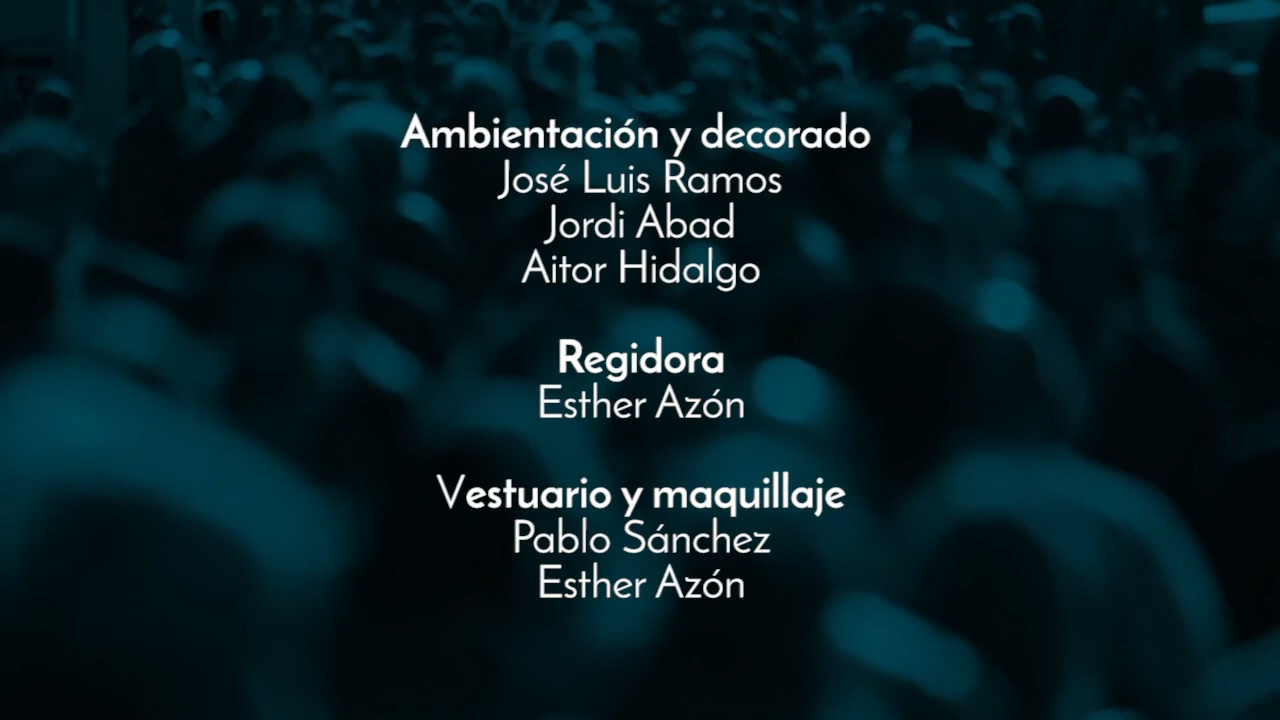 Ambientación y decorado
José Luis Ramos
Jordi Abad
Aitor Hidalgo
Regidora
Esther Azón
Vestuario y maquillaje
Pablo Sánchez
Esther Azón